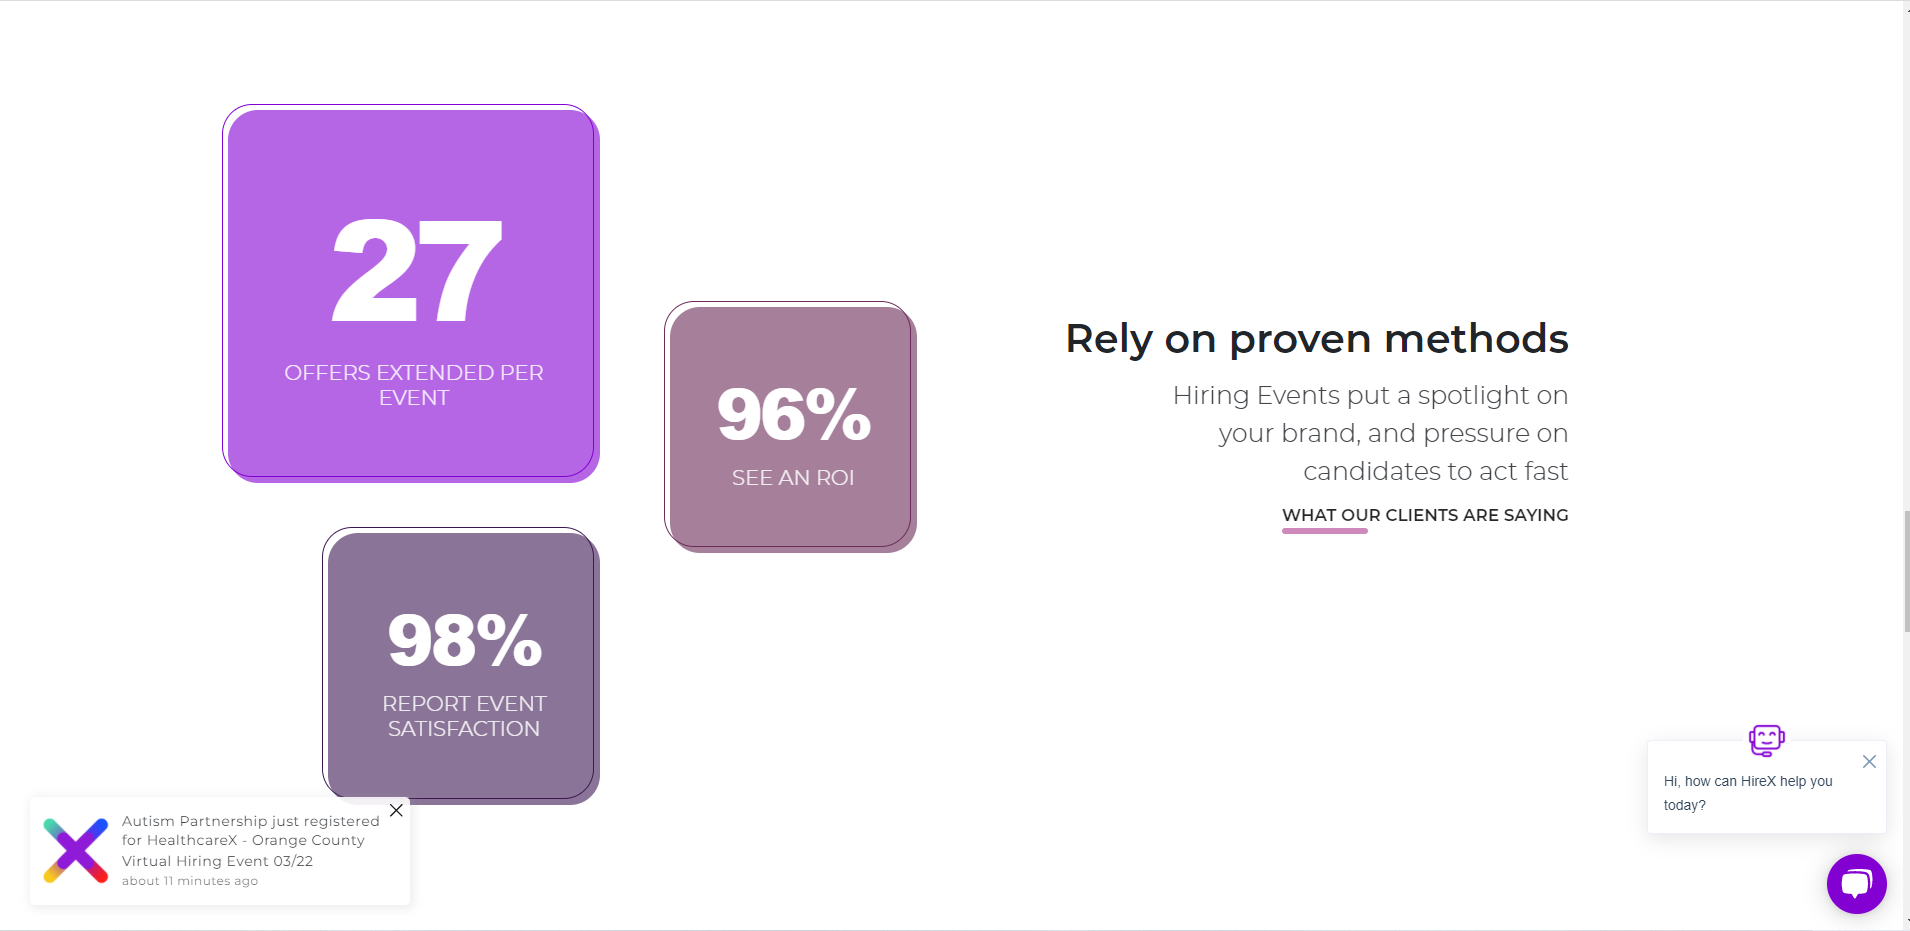 27
OFFERS EXTENDED PER
EVENT
96%
SEE AN ROI
98%
REPORT EVENT
SATISFACTION
Rely on proven methods
Hiring Events put a spotlight on
your brand, and pressure on
candidates to act fast
WHAT OUR CLIENTS ARE SAYING
Autism Partnership just registered
for HealthcareX - Orange County
Virtual Hiring Event 03/22
about 11 minutes ago
Hi, how can HireX help you
today?